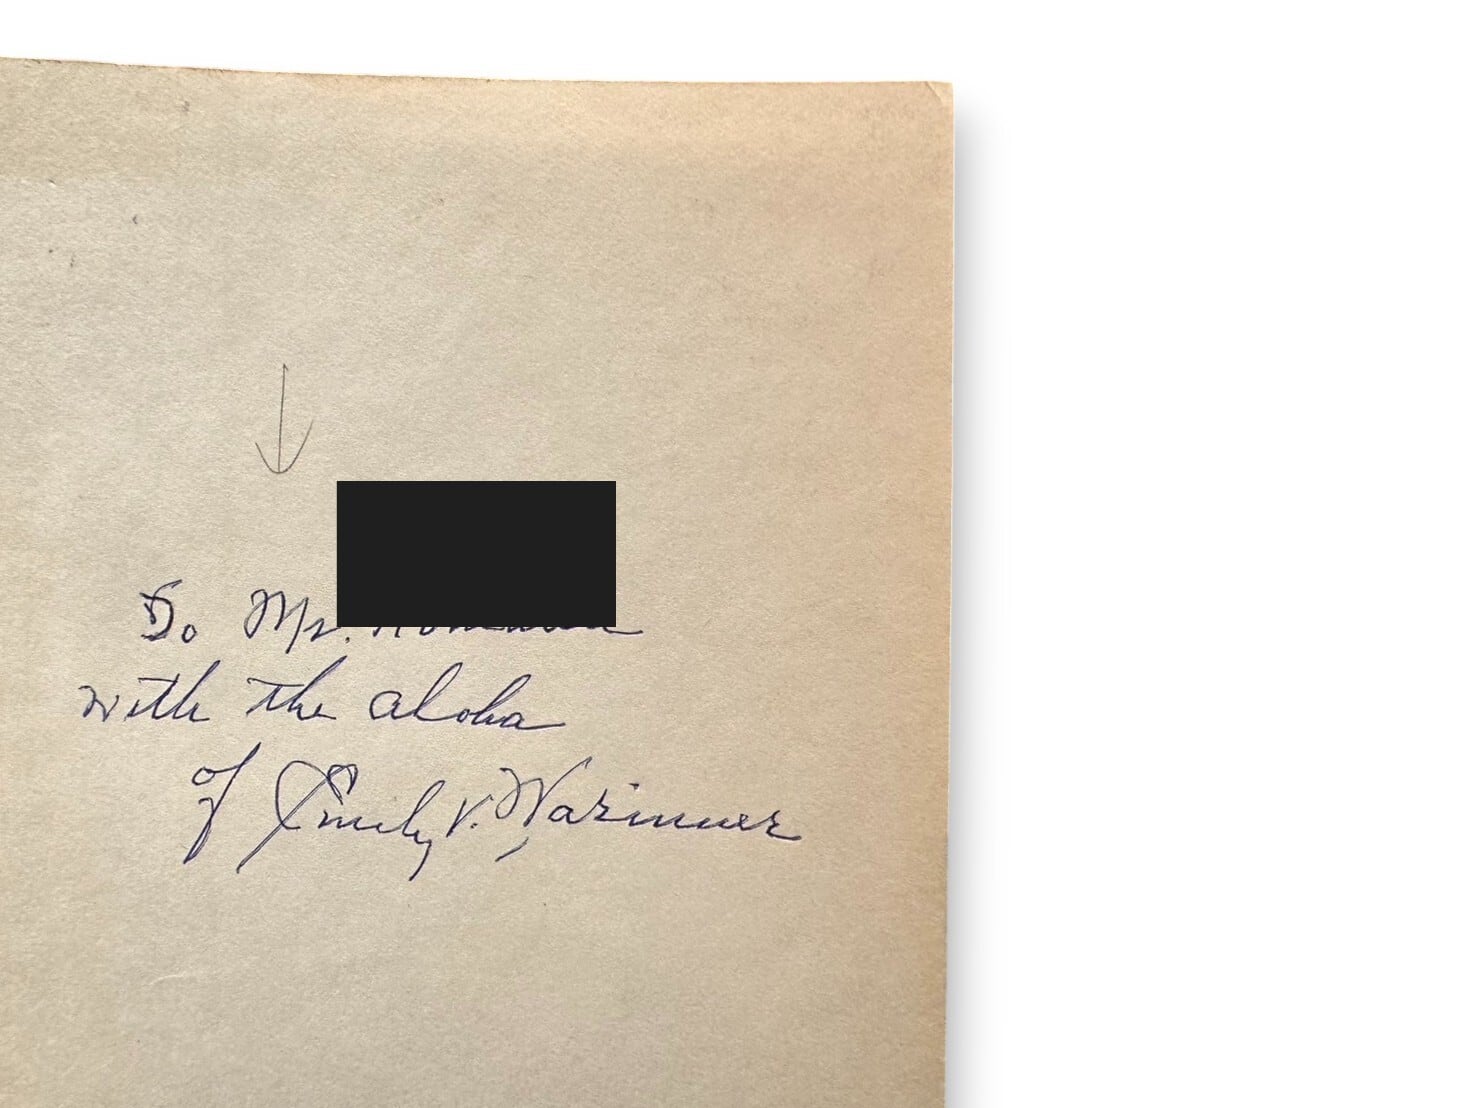 To Mr.
with the aloha
of Emily V. Warinner